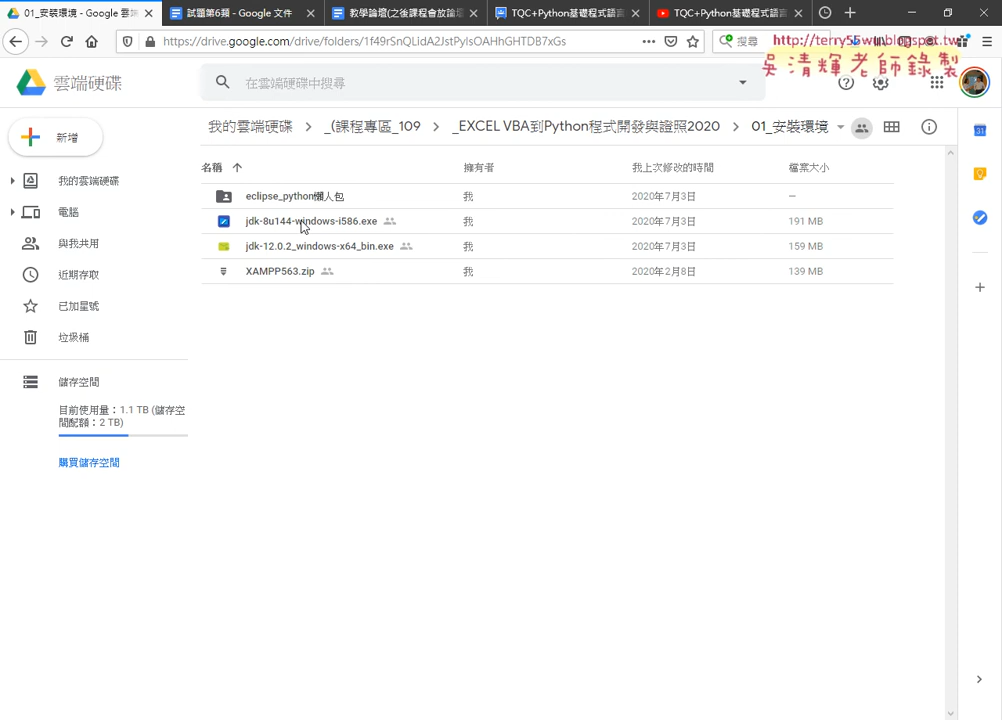 01_安裝環境 - Google 雲端
試題第6類 - Google 文件
教學論壇(之後課程會放論壇
TQC+Python基礎程式語言
TQC+Python基礎程式語言
https://drive.google.com/drive/folders/1f49rSnQLidA2JstPylsOAHhGHTDB7xGs
搜尋
http://terry55wu.blogspot.tw
吳清輝老師錄製
雲端硬碟
在雲端硬碟中搜尋
新增
我的雲端硬碟
_(課程專區_109
_EXCEL VBA到Python程式開發與證照2020
01_安裝環境
名稱
擁有者
我上次修改的時間
檔案大小
eclipse_python懶人包
我
2020年7月3日
—
jdk-8u144-windows-i586.exe
我
2020年7月3日
191 MB
jdk-12.0.2_windows-x64_bin.exe
我
2020年7月3日
159 MB
XAMPP563.zip
我
2020年2月8日
139 MB
我的雲端硬碟
電腦
與我共用
近期存取
已加星號
垃圾桶
儲存空間
目前使用量：1.1 TB (儲存空
間配額：2 TB)
購買儲存空間
31